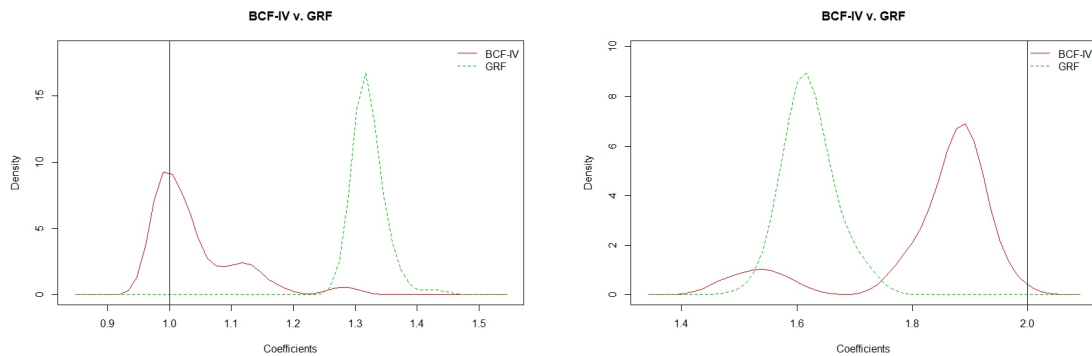 BCF-IV v. GRF
BCF-IV
GRF
Density
15
10
5
0
0.9 1.0 1.1 1.2 1.3 1.4 1.5
Coefficients
BCF-IV v. GRF
BCF-IV
GRF
Density
10
8
6
4
2
0
1.4 1.6 1.8 2.0
Coefficients